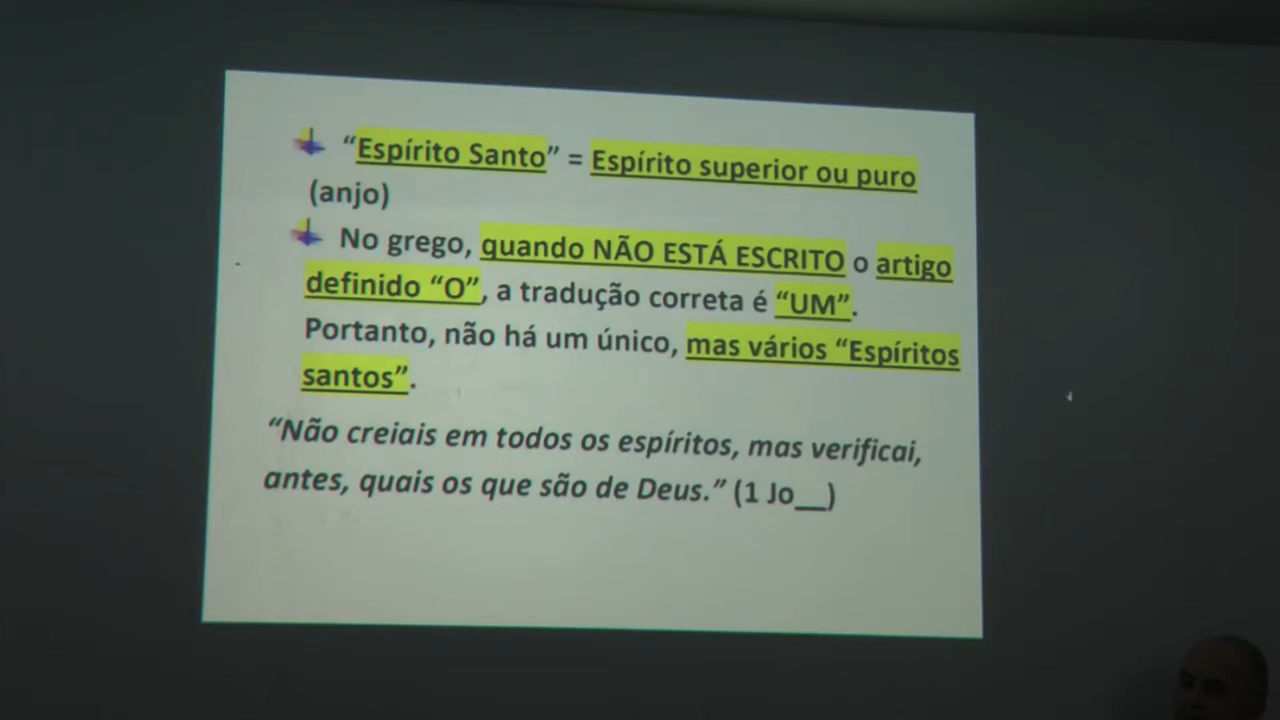 “Espírito Santo” = Espírito superior ou puro
(anjo)
No grego, quando NÃO ESTÁ ESCRITO o artigo
definido “O”, a tradução correta é “UM”.
Portanto, não há um único, mas vários “Espíritos
santos”.
“Não creiais em todos os espíritos, mas verificai,
antes, quais os que são de Deus.” (1 Jo__)